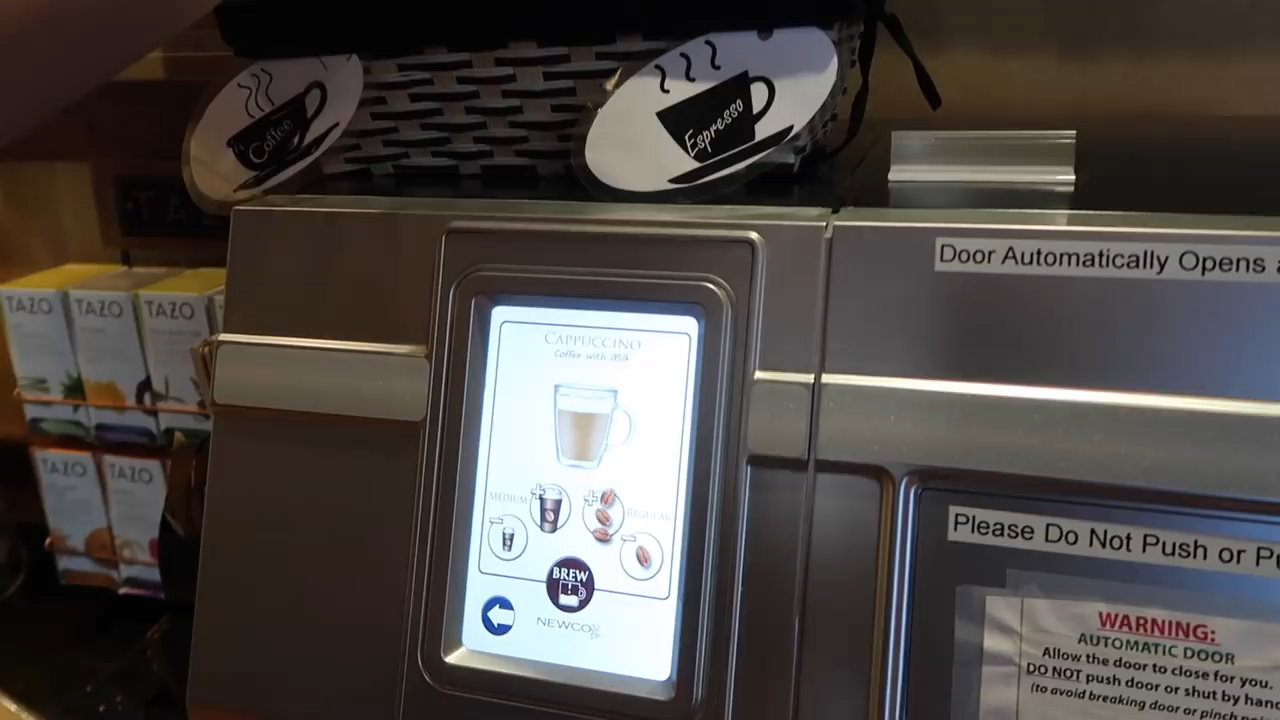 Coffee
Espresso
Door Automatically Opens
TAZO TAZO TAZO
CAPPUCCINO
Coffee with Milk
MEDIUM
REGULAR
TAZO TAZO
Please Do Not Push or
BREW
NEWCO
WARNING:
AUTOMATIC DOOR
Allow the door to close for you.
DO NOT push door or shut by hand
(to avoid breaking door or pinch